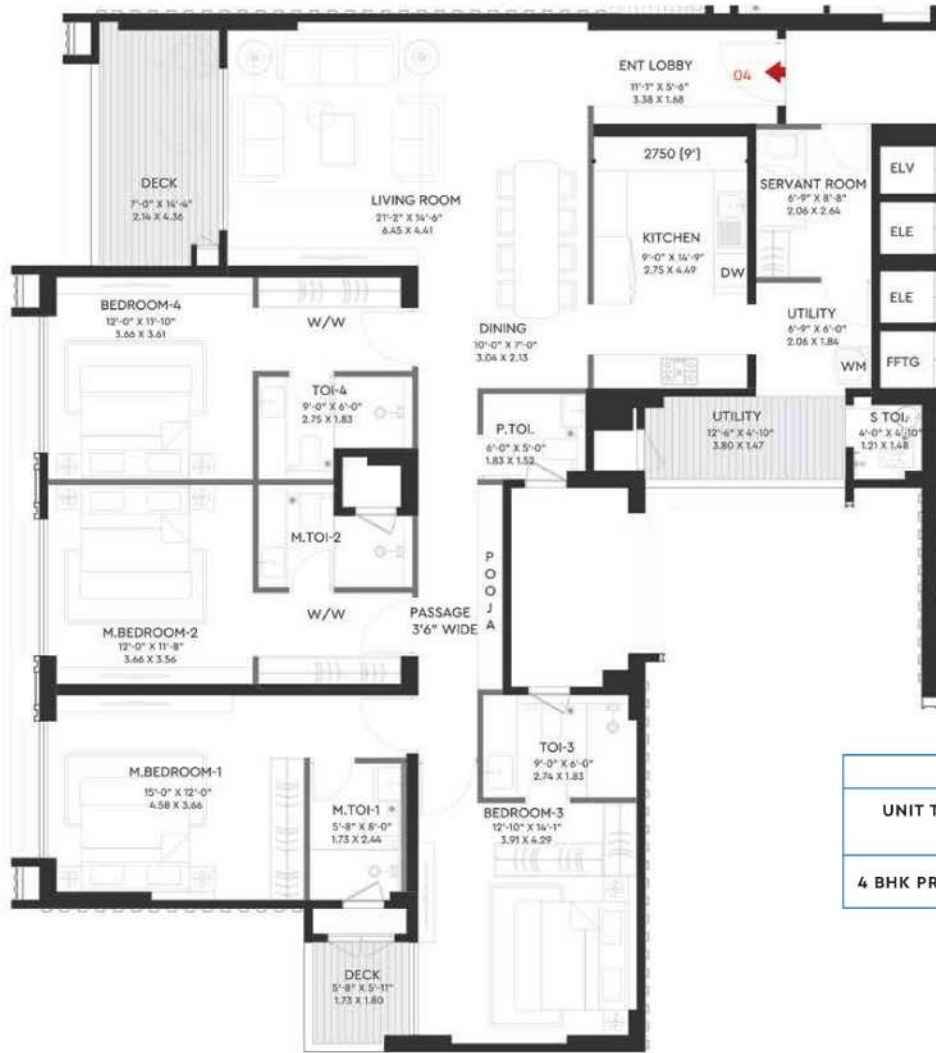 ENT LOBBY
11'-1" X 5'-6"
3.38 X 1.68
04
DECK
7'-0" X 14'-4"
2.14 X 4.36
LIVING ROOM
21'-2" X 14'-6"
6.45 X 4.41
2750 (9')
KITCHEN
9'-0" X 14'-9"
2.75 X 4.49
DW
SERVANT ROOM
6'-9" X 8'-8"
2.06 X 2.64
ELV
ELE
ELE
FFTG
UTILITY
6'-9" X 6'-0"
2.06 X 1.84
WM
BEDROOM-4
12'-0" X 11'-10"
3.66 X 3.61
W/W
DINING
10'-0" X 7'-0"
3.04 X 2.13
TOI-4
9'-0" X 6'-0"
2.75 X 1.83
P.TOI.
6'-0" X 5'-0"
1.83 X 1.52
UTILITY
12'-6" X 4'-10"
3.80 X 1.47
S TOI.
4'-0" X 4'-10"
1.21 X 1.48
M.TOI-2
M.BEDROOM-2
12'-0" X 11'-8"
3.66 X 3.56
W/W
PASSAGE
3'6" WIDE
POOJA
M.BEDROOM-1
15'-0" X 12'-0"
4.58 X 3.66
M.TOI-1
5'-8" X 8'-0"
1.73 X 2.44
TOI-3
9'-0" X 6'-0"
2.74 X 1.83
BEDROOM-3
12'-10" X 14'-1"
3.91 X 4.29
DECK
5'-8" X 5'-11"
1.73 X 1.80
UNIT T
4 BHK PR